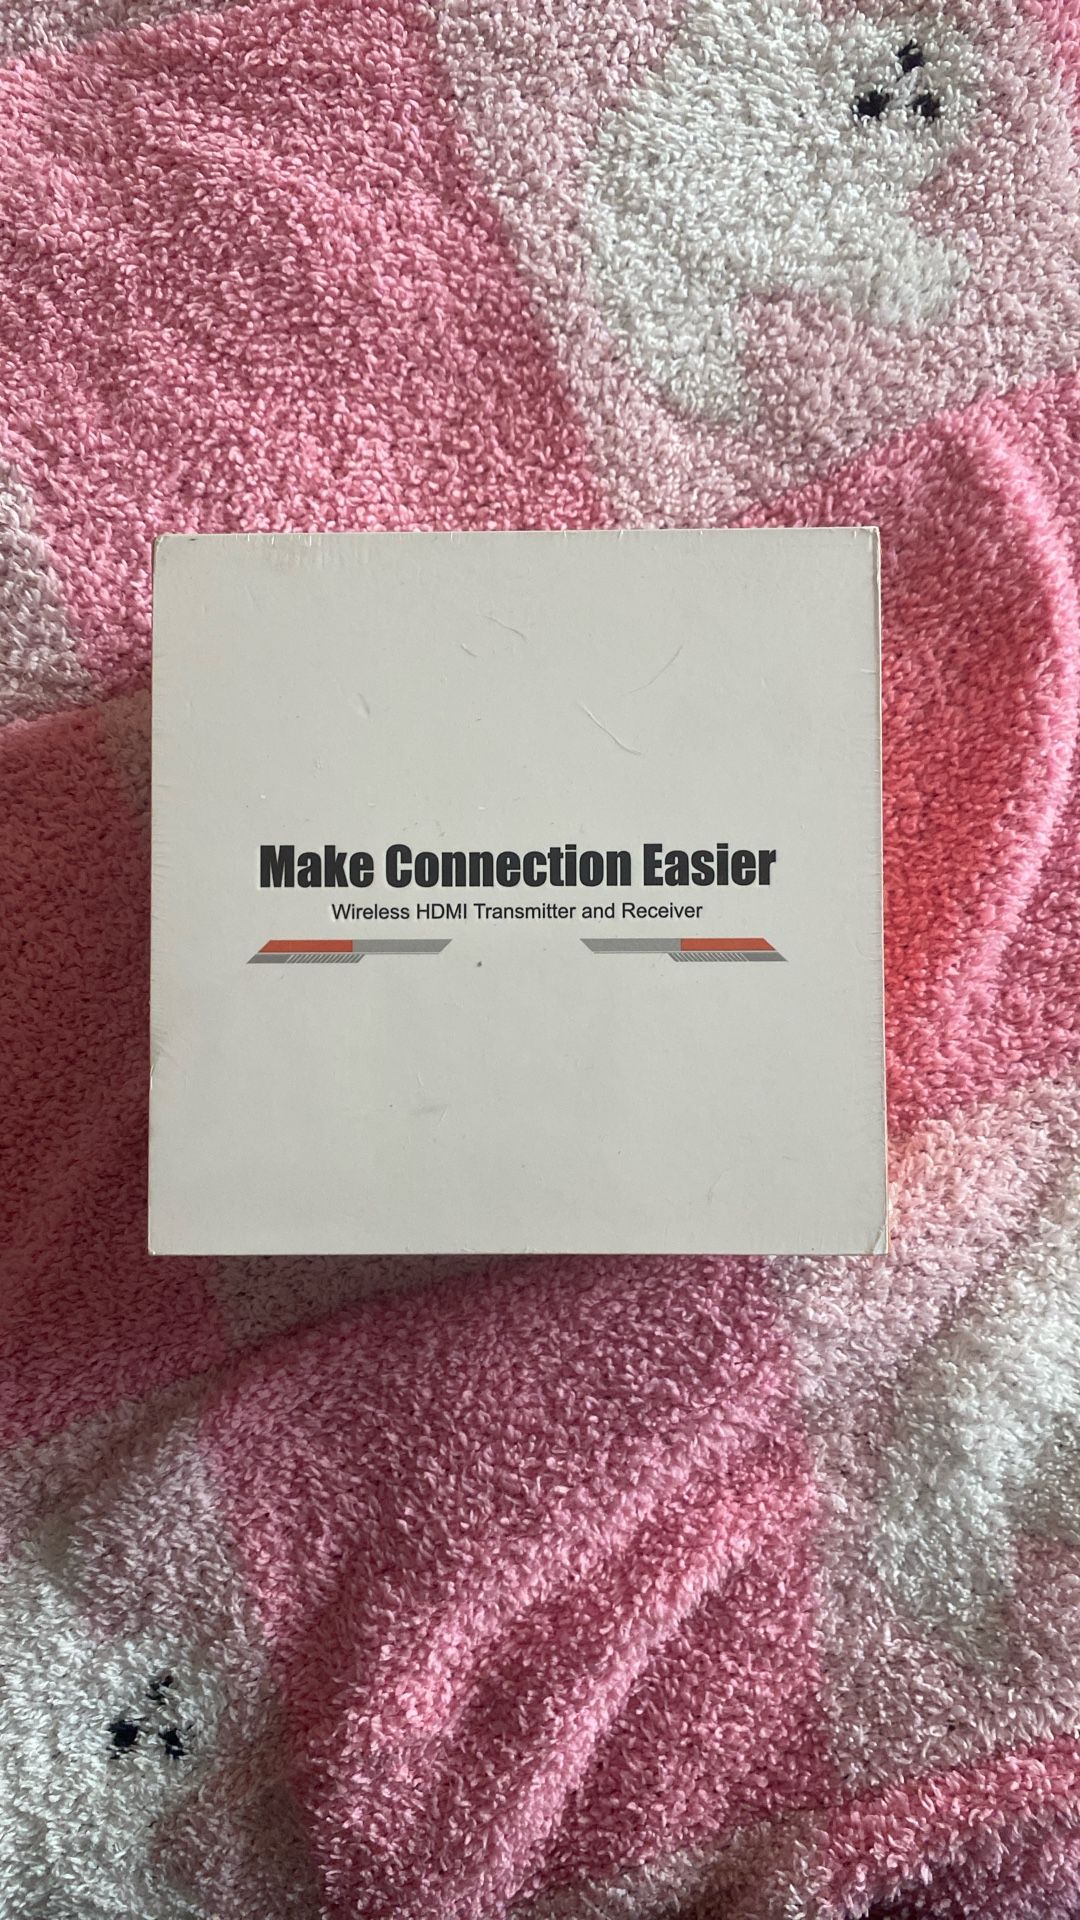 Make Connection Easier
Wireless HDMI Transmitter and Receiver